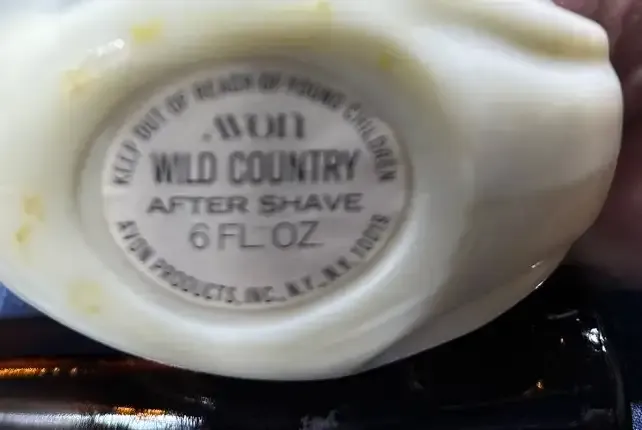 KEEP OUT OF REACH OF YOUNG CHILDREN
AVON
WILD COUNTRY
AFTER SHAVE
6 FL. OZ
AVON PRODUCTS, INC., N.Y., N.Y. 10019